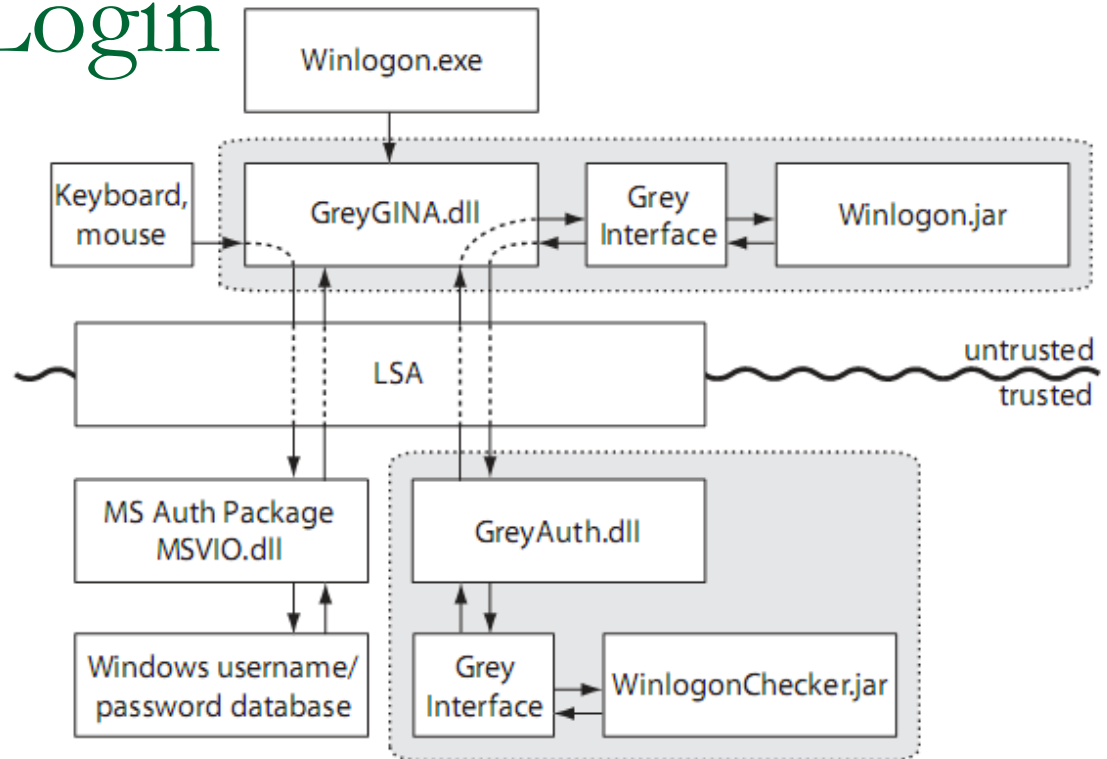 Login
Winlogon.exe
Keyboard,
mouse
GreyGINA.dll
Grey
Interface
Winlogon.jar
LSA
untrusted
trusted
MS Auth Package
MSVIO.dll
GreyAuth.dll
Windows username/
password database
Grey
Interface
WinlogonChecker.jar